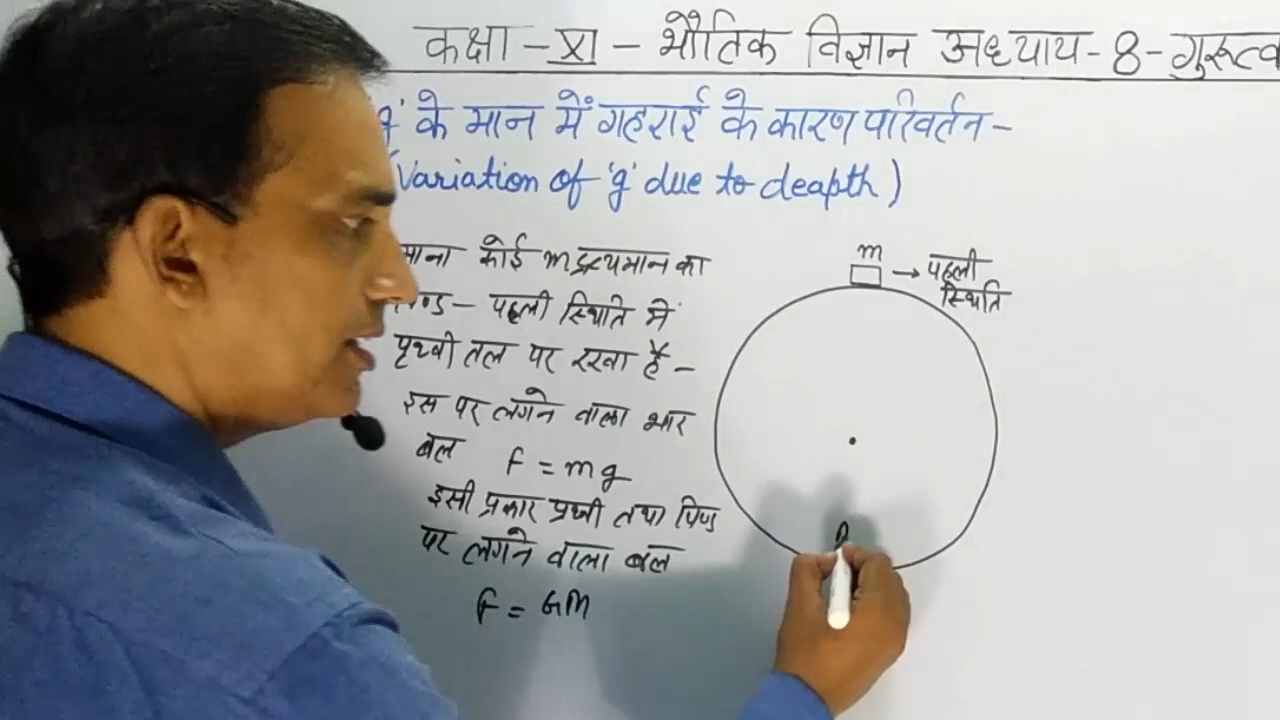 कक्षा - XI - भौतिक विज्ञान अध्याय - 8 - गुरूत्व
g' के मान में गहराई के कारण परिवर्तन -
(Variation of 'g' due to deapth)
माना कोई m द्रव्यमान का
पहली स्थिति में
पृथ्वी तल पर रखा है -
इस पर लगने वाला भार
बल F = mg
इसी प्रकार पृथ्वी तथा पिण्ड
पर लगने वाला बल
F = GM
m
→ पहली
स्थिति